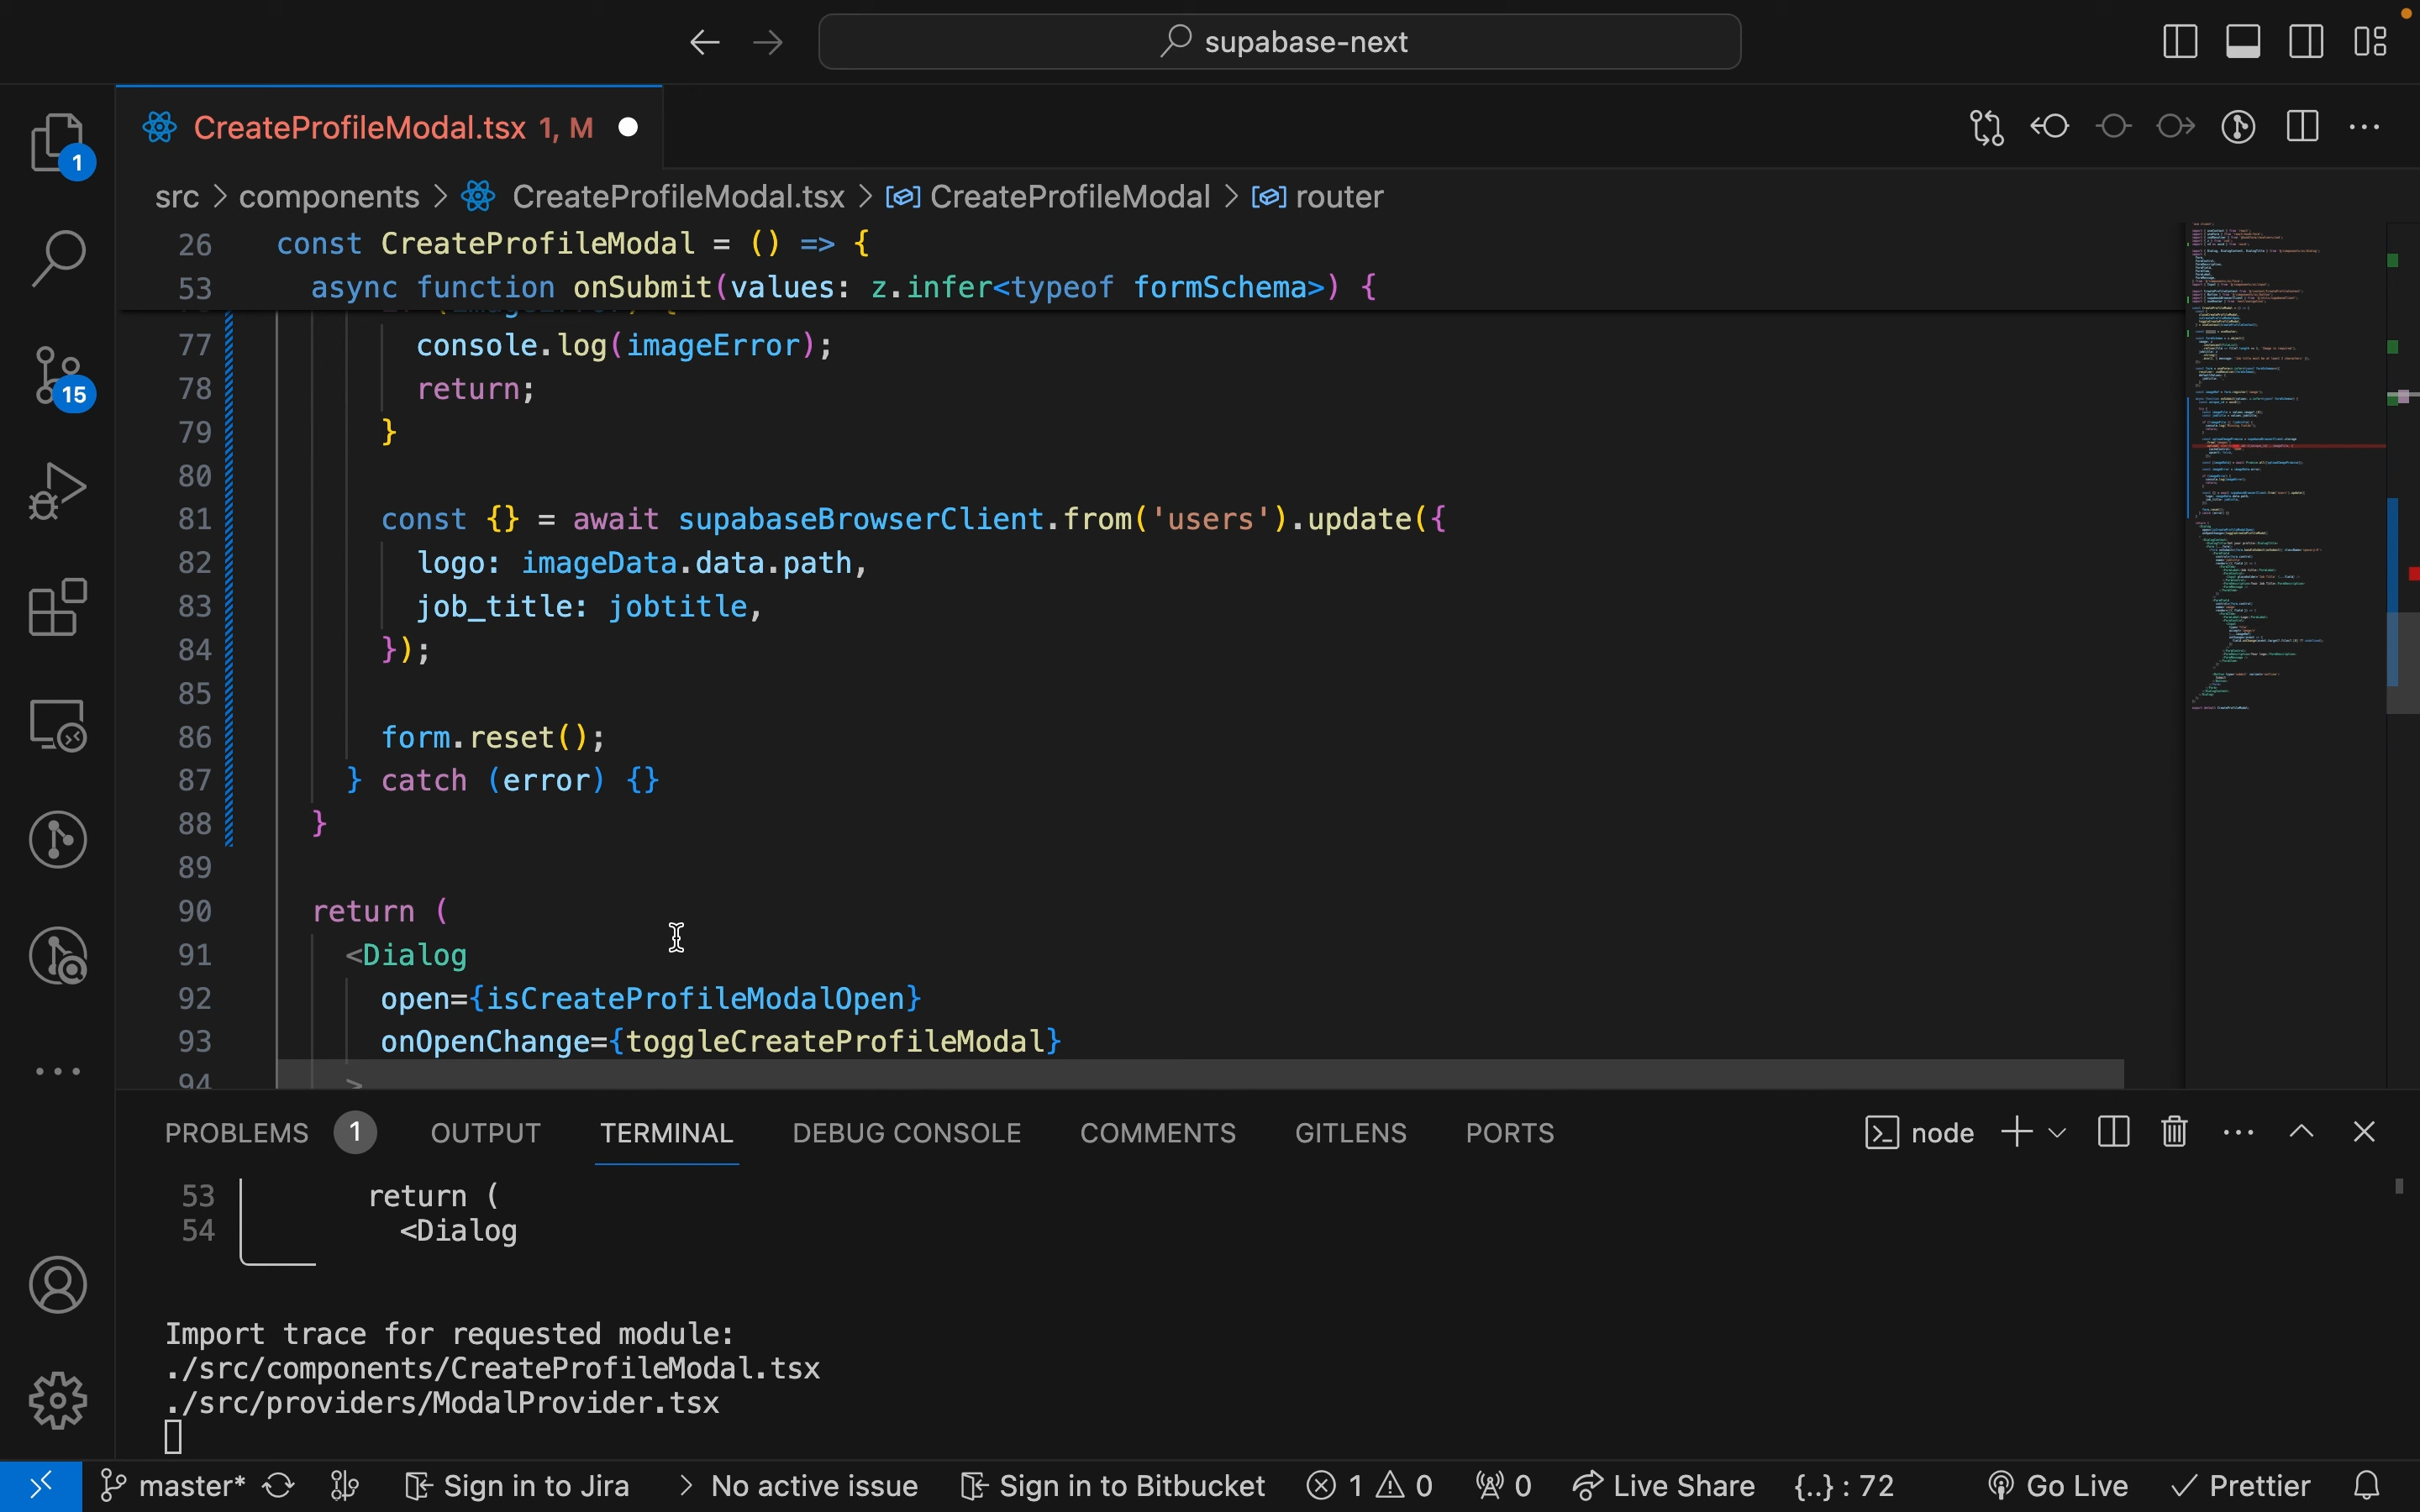 supabase-next
CreateProfileModal.tsx 1, M
src > components > CreateProfileModal.tsx > CreateProfileModal > router
26 const CreateProfileModal = () => {
53 async function onSubmit(values: z.infer<typeof formSchema>) {
77 console.log(imageError);
78 return;
79 }
80
81 const {} = await supabaseBrowserClient.from('users').update({
82 logo: imageData.data.path,
83 job_title: jobtitle,
84 });
85
86 form.reset();
87 } catch (error) {}
88 }
89
90 return (
91 <Dialog
92 open={isCreateProfileModalOpen}
93 onOpenChange={toggleCreateProfileModal}
94 >
1
15
PROBLEMS 1 OUTPUT TERMINAL DEBUG CONSOLE COMMENTS GITLENS PORTS node
53 return (
54 <Dialog
Import trace for requested module:
./src/components/CreateProfileModal.tsx
./src/providers/ModalProvider.tsx
master* Sign in to Jira > No active issue Sign in to Bitbucket 1 0 0 Live Share {..} : 72 Go Live Prettier